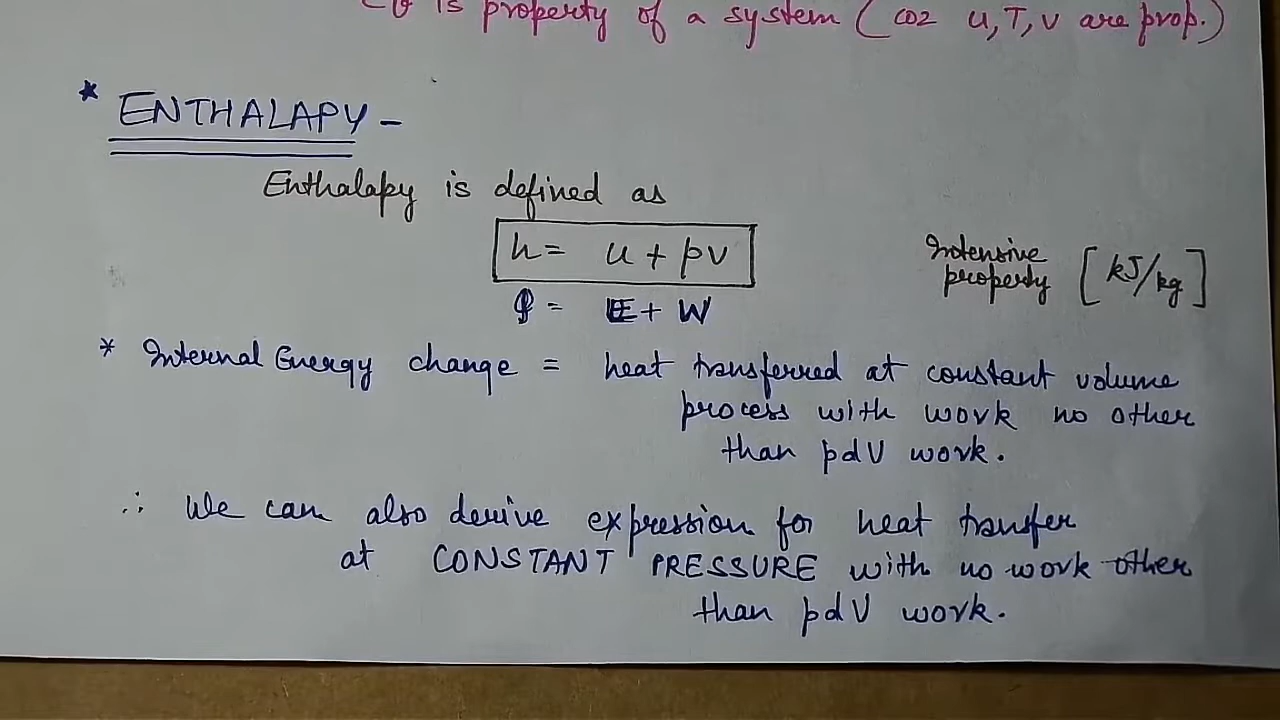 is property of a system (coz u, T, v are prop.)
* ENTHALAPY -
Enthalapy is defined as
h = u + pv
Intensive property [kJ/kg]
Q = E + W
* Internal Energy change = heat transferred at constant volume
process with work no other
than pdV work.
∴ We can also derive expression for heat transfer
at CONSTANT PRESSURE with no work other
than pdV work.